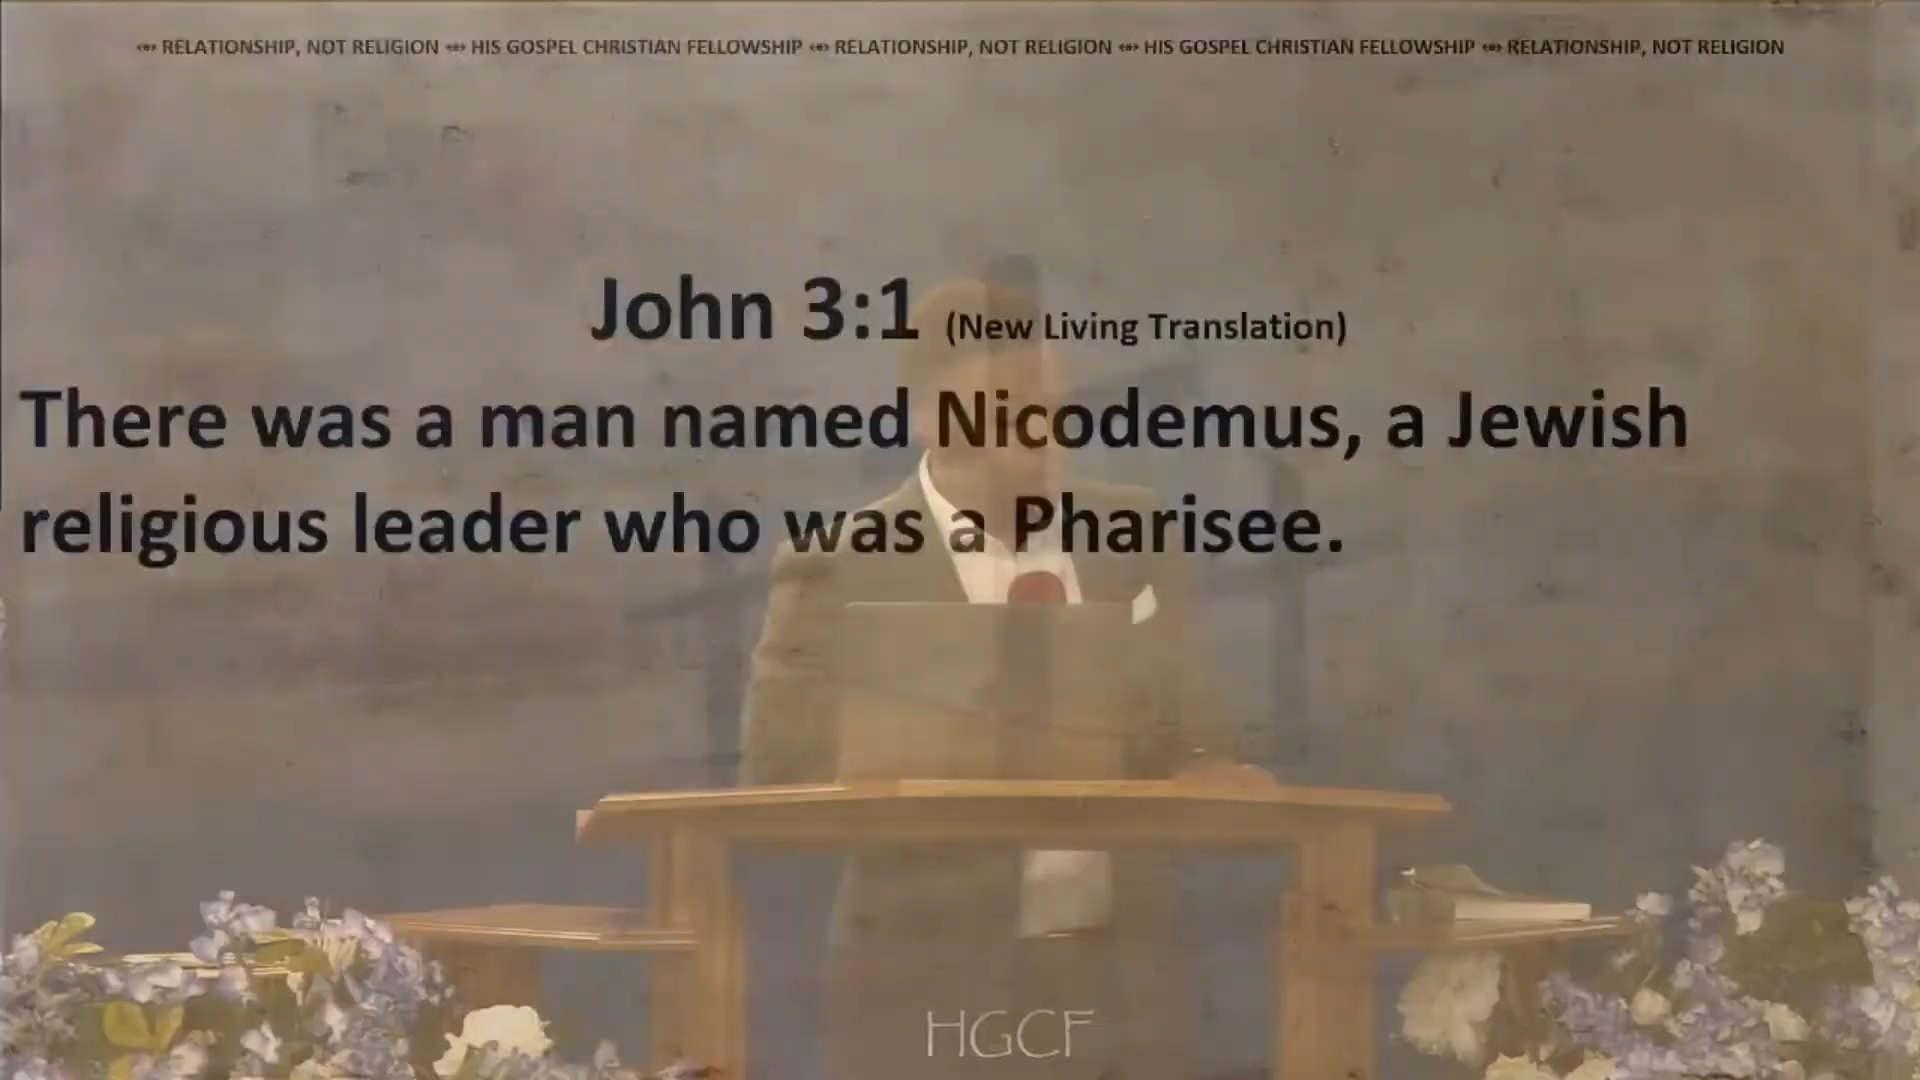 RELATIONSHIP, NOT RELIGION «»» HIS GOSPEL CHRISTIAN FELLOWSHIP «»» RELATIONSHIP, NOT RELIGION «»» HIS GOSPEL CHRISTIAN FELLOWSHIP «»» RELATIONSHIP, NOT RELIGION
John 3:1 (New Living Translation)
There was a man named Nicodemus, a Jewish
religious leader who was a Pharisee.
HGCF